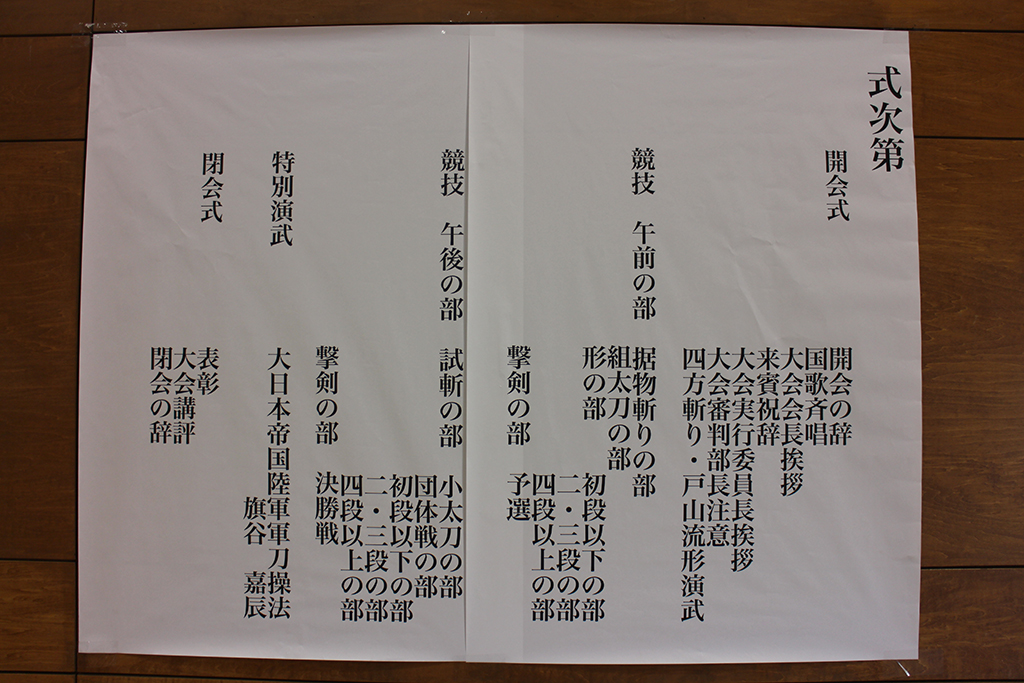 式次第
開会式
開会の辞
国歌斉唱
大会会長挨拶
来賓祝辞
大会実行委員長挨拶
大会審判部長注意
四方斬り・戸山流形演武
競技 午前の部
据物斬りの部
組太刀の部
形の部
初段以下の部
二・三段の部
四段以上の部
撃剣の部 予選
競技 午後の部
試斬の部
小太刀の部
団体戦の部
初段以下の部
二・三段の部
四段以上の部
撃剣の部 決勝戦
特別演武
大日本帝国陸軍軍刀操法
旗谷 嘉辰
閉会式
表彰
大会講評
閉会の辞